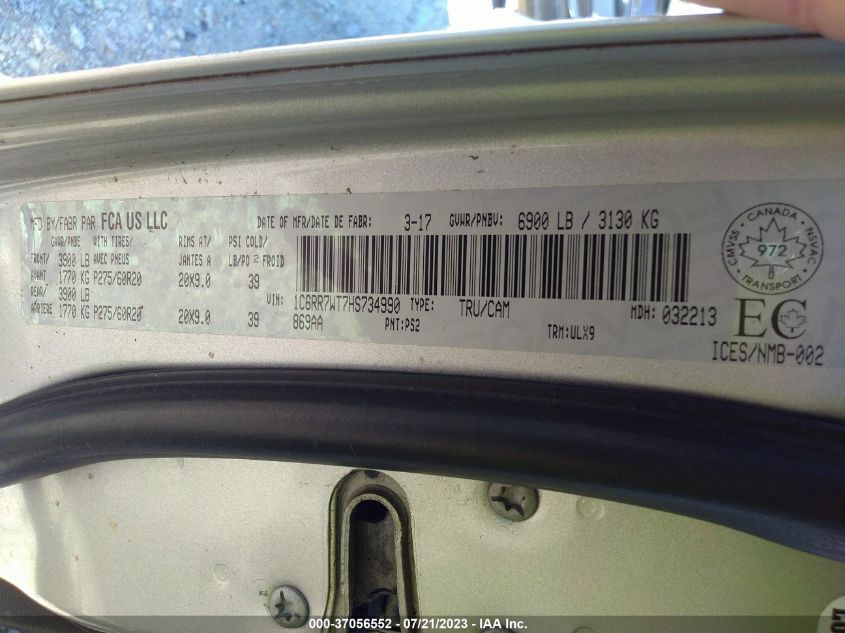 MFD BY/FABR PAR FCA US LLC
DATE OF MFR/DATE DE FABR: 3-17 GVWR/PNBV: 6900 LB / 3130 KG
GAWR/PNBE WITH TIRES/ RIMS AT/ PSI COLD/
FRONT/ 3900 LB AVEC PNEUS JANTES A LB/PO 2 FROID
AVANT 1770 KG P275/60R20 20X9.0 39
REAR/ 3900 LB
ARRIERE 1770 KG P275/60R20 20X9.0 39
VIN: 1C6RR7WT7HS734990 TYPE: TRU/CAM MDH: 032213
869AA PNT:PS2 TRM:ULX9
CANADA
CMVSS NSVAC
972
TRANSPORT
EC
ICES/NMB-002
000-37056552 - 07/21/2023 - IAA Inc.